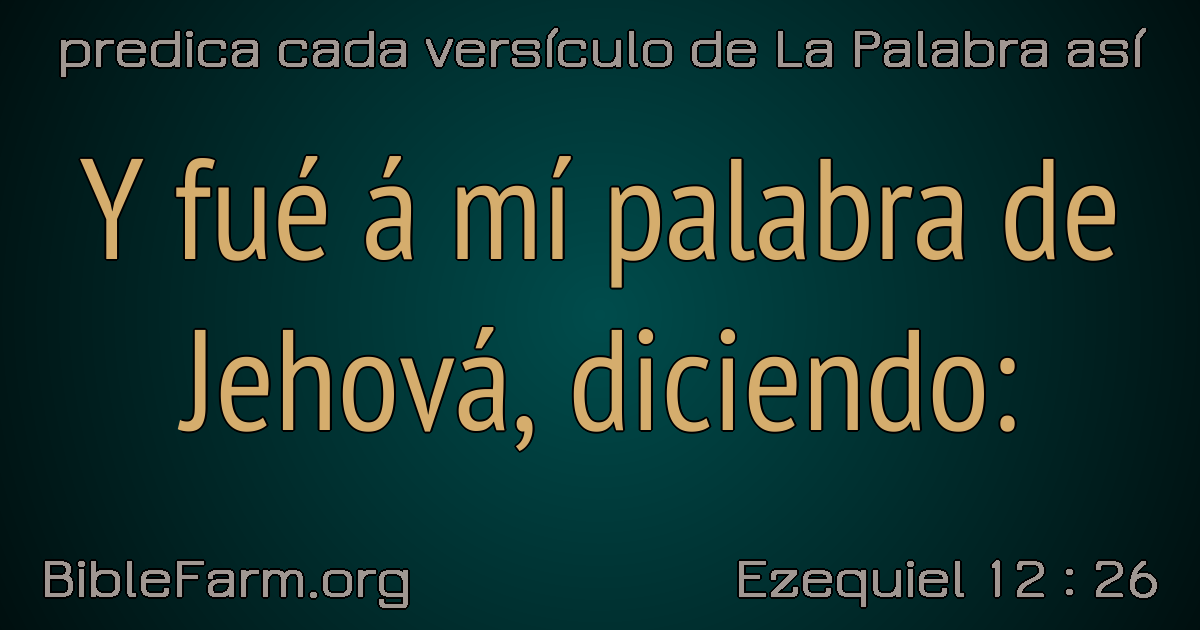 predica cada versículo de La Palabra así
Y fué á mí palabra de
Jehová, diciendo:
BibleFarm.org
Ezequiel 12 : 26